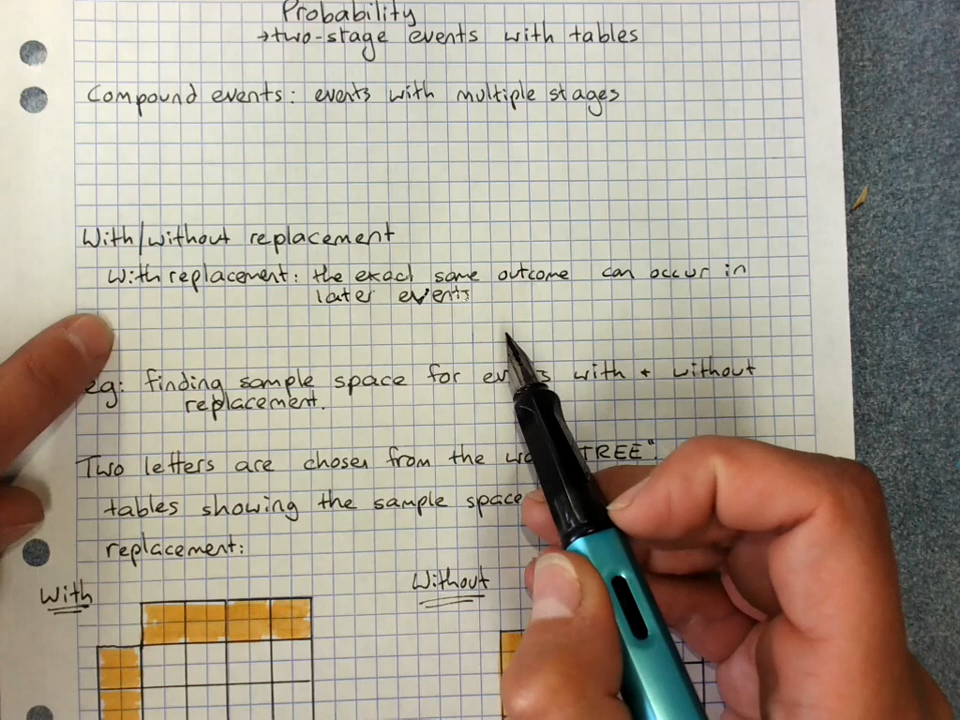 Probability
→two-stage events with tables
Compound events: events with multiple stages
With/without replacement
With replacement: the exact same outcome can occur in
later events
eg: finding sample space for with + without
replacement.
Two letters are chosen from the TREE".
tables showing the sample space
replacement:
With
Without